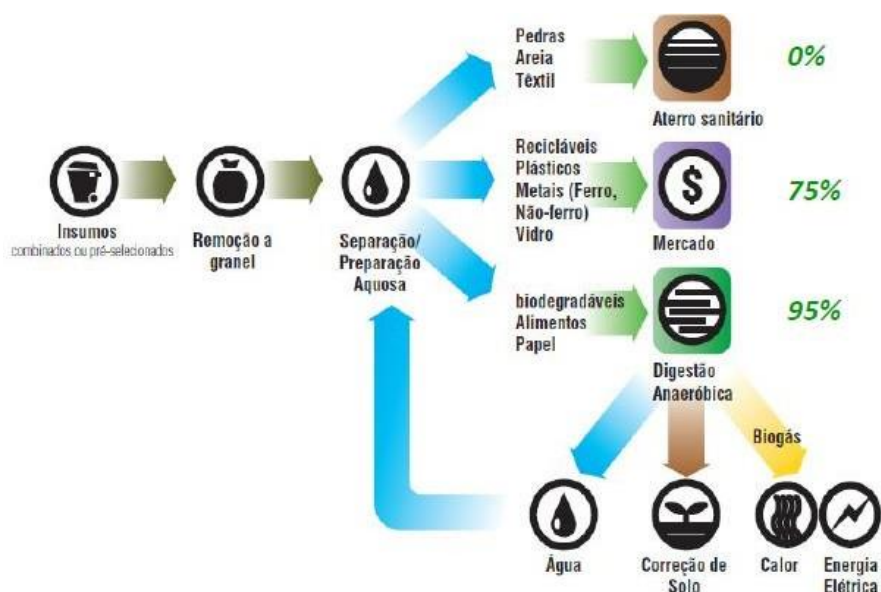 Pedras
Areia
Têxtil
0%
Aterro sanitário
Recicláveis
Plásticos
Metais (Ferro,
Não-ferro)
Vidro
75%
Mercado
$
Insumos
combinados ou pré-selecionados
Remoção a
granel
Separação/
Preparação
Aquosa
biodegradáveis
Alimentos
Papel
95%
Digestão
Anaeróbica
Biogás
Água
Correção de
Solo
Calor
Energia
Elétrica